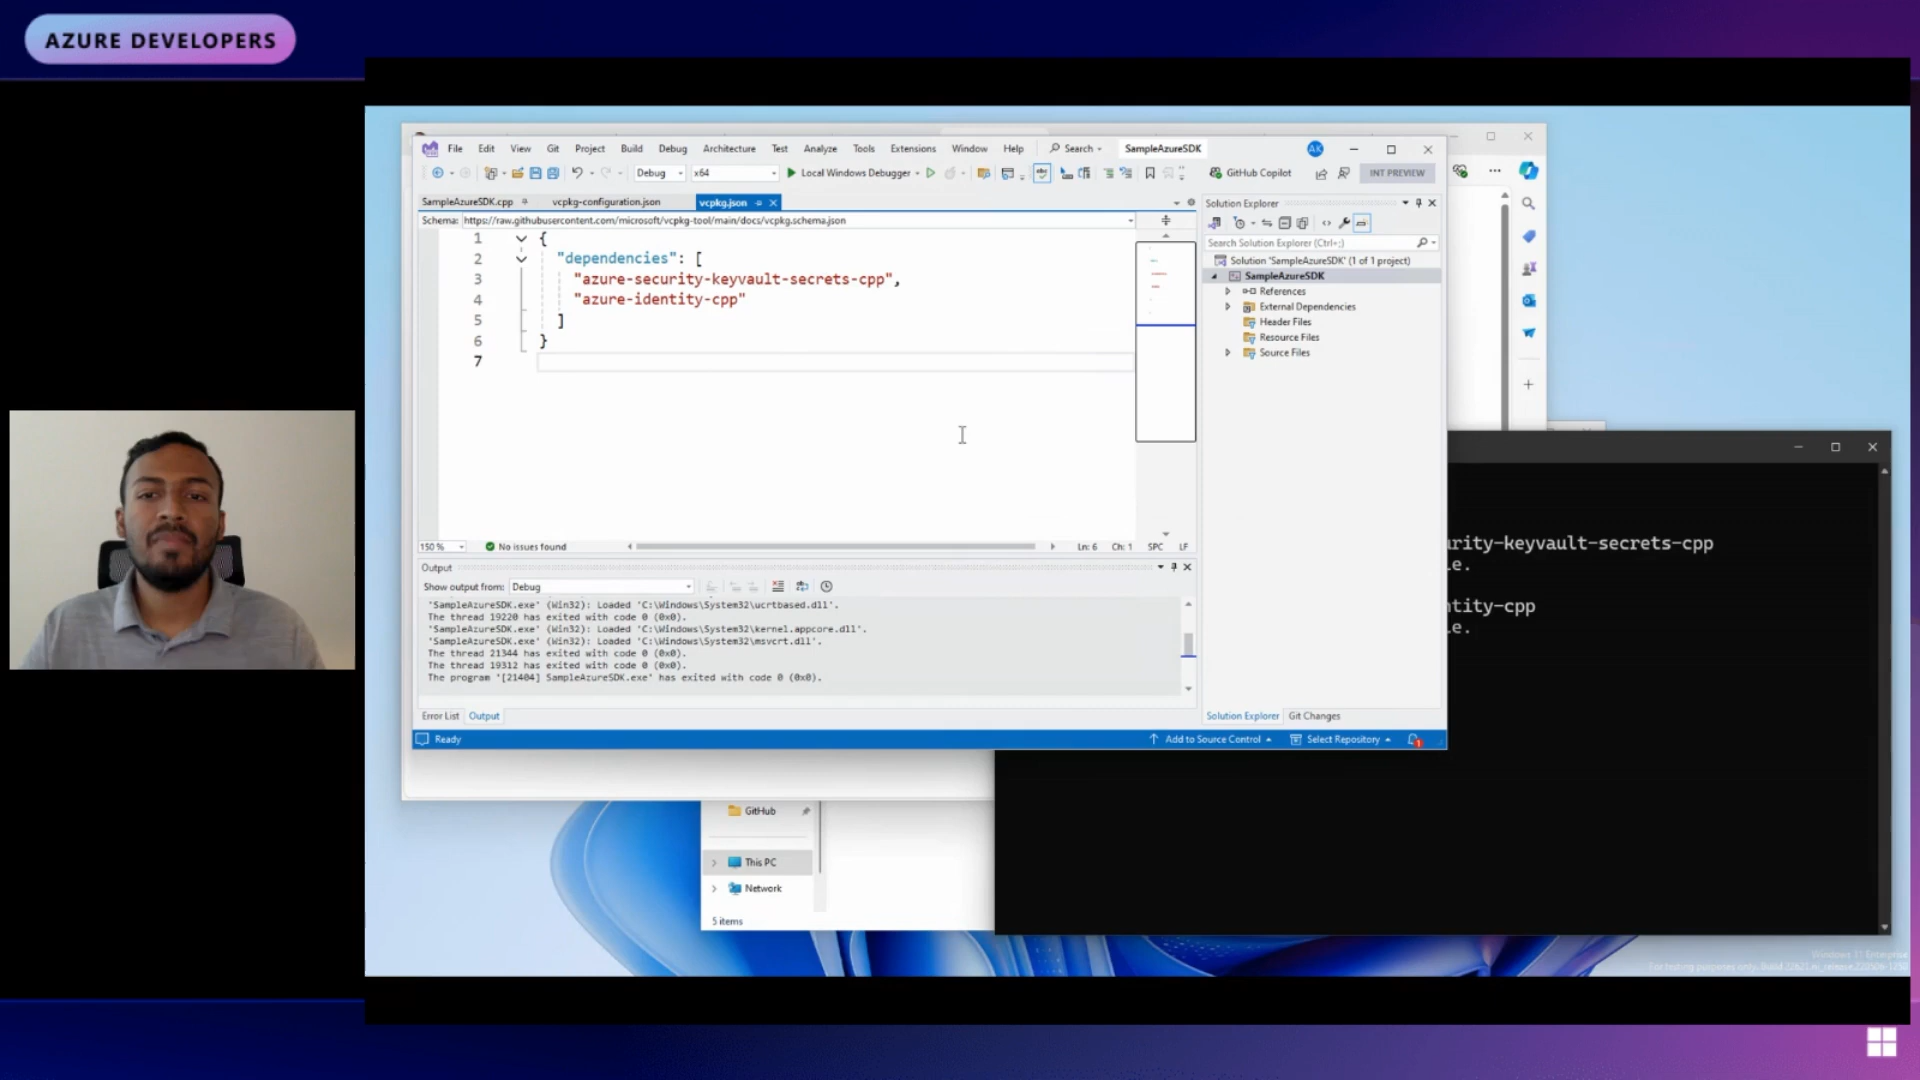 AZURE DEVELOPERS
File Edit View Git Project Build Debug Architecture Test Analyze Tools Extensions Window Help Search SampleAzureSDK AK
Debug x64 Local Windows Debugger GitHub Copilot INT PREVIEW
SampleAzureSDK.cpp vcpkg-configuration.json vcpkg.json
Schema: https://raw.githubusercontent.com/microsoft/vcpkg-tool/main/docs/vcpkg.schema.json
1 {
2 "dependencies": [
3 "azure-security-keyvault-secrets-cpp",
4 "azure-identity-cpp"
5 ]
6 }
7
150 % No issues found Ln: 6 Ch: 1 SPC LF
Output
Show output from: Debug
'SampleAzureSDK.exe' (Win32): Loaded 'C:\Windows\System32\ucrtbased.dll'.
The thread 19220 has exited with code 0 (0x0).
'SampleAzureSDK.exe' (Win32): Loaded 'C:\Windows\System32\kernel.appcore.dll'.
'SampleAzureSDK.exe' (Win32): Loaded 'C:\Windows\System32\msvcrt.dll'.
The thread 21344 has exited with code 0 (0x0).
The thread 19312 has exited with code 0 (0x0).
The program '[21404] SampleAzureSDK.exe' has exited with code 0 (0x0).
Error List Output
Ready Add to Source Control Select Repository 1
Solution Explorer
Search Solution Explorer (Ctrl+;)
Solution 'SampleAzureSDK' (1 of 1 project)
SampleAzureSDK
References
External Dependencies
Header Files
Resource Files
Source Files
Solution Explorer Git Changes
urity-keyvault-secrets-cpp
le.
ntity-cpp
le.
GitHub
This PC
Network
5 items
Windows 11 Enterprise